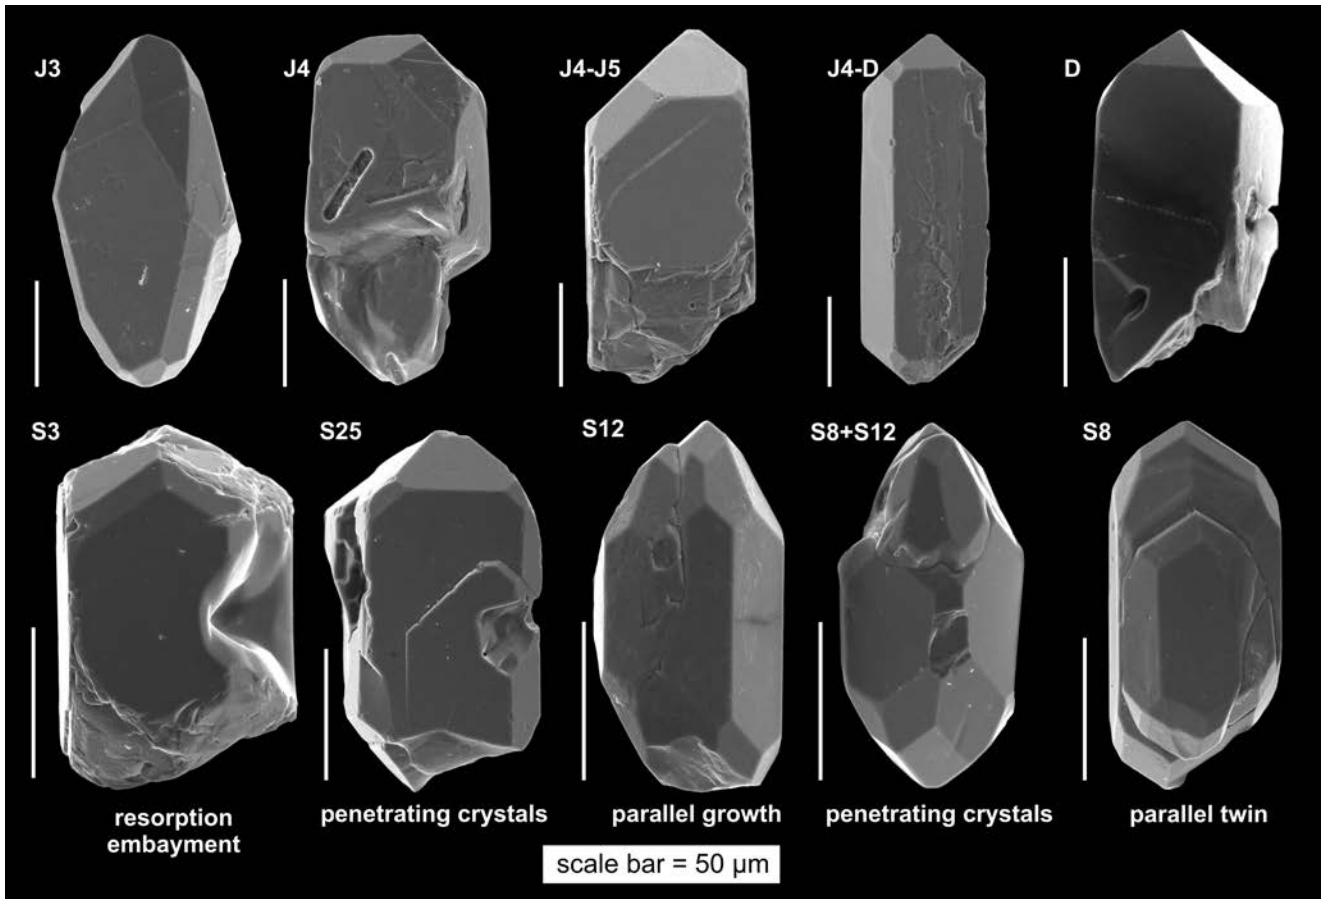 J3
J4
J4-J5
J4-D
D
S3
S25
S12
S8+S12
S8
resorption
embayment
penetrating crystals
parallel growth
penetrating crystals
parallel twin
scale bar = 50 µm